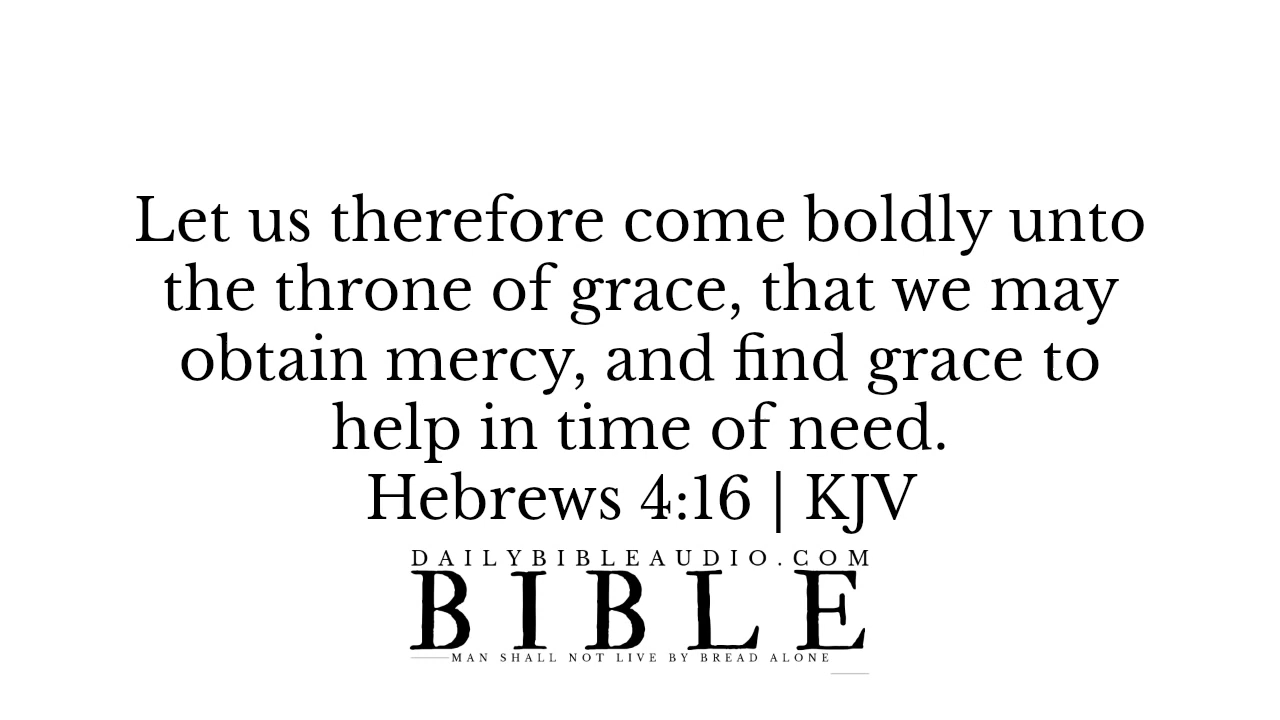 Let us therefore come boldly unto
the throne of grace, that we may
obtain mercy, and find grace to
help in time of need.
Hebrews 4:16 | KJV
DAILYBIBLEAUDIO.COM
BIBLE
MAN SHALL NOT LIVE BY BREAD ALONE